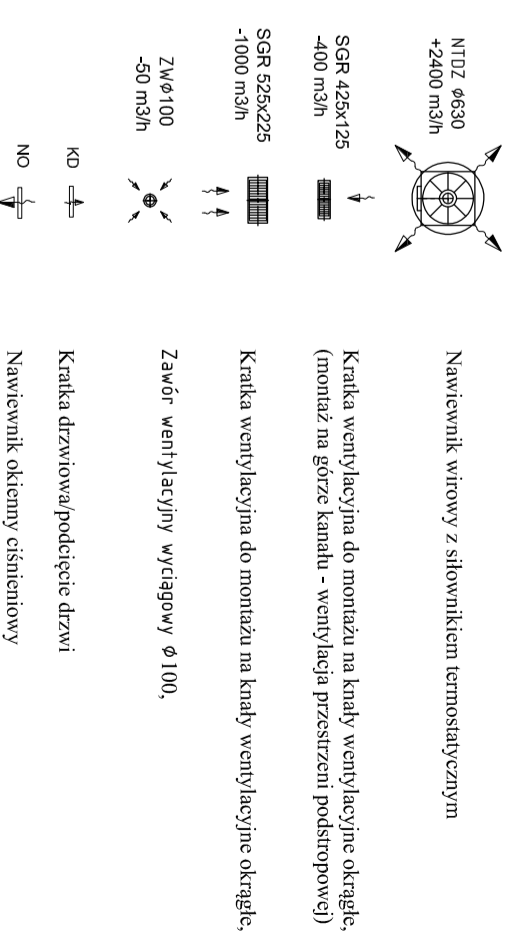 NTDZ ϕ630
+2400 m3/h
Nawiewnik wirowy z siłownikiem termostatycznym
SGR 425x125
-400 m3/h
Kratka wentylacyjna do montażu na knały wentylacyjne okrągłe,
(montaż na górze kanału - wentylacja przestrzeni podstropowej)
SGR 525x225
-1000 m3/h
Kratka wentylacyjna do montażu na knały wentylacyjne okrągłe,
ZWϕ100
-50 m3/h
Zawór wentylacyjny wyciągowy ϕ100,
KD
Kratka drzwiowa/podcięcie drzwi
NO
Nawiewnik okienny ciśnieniowy